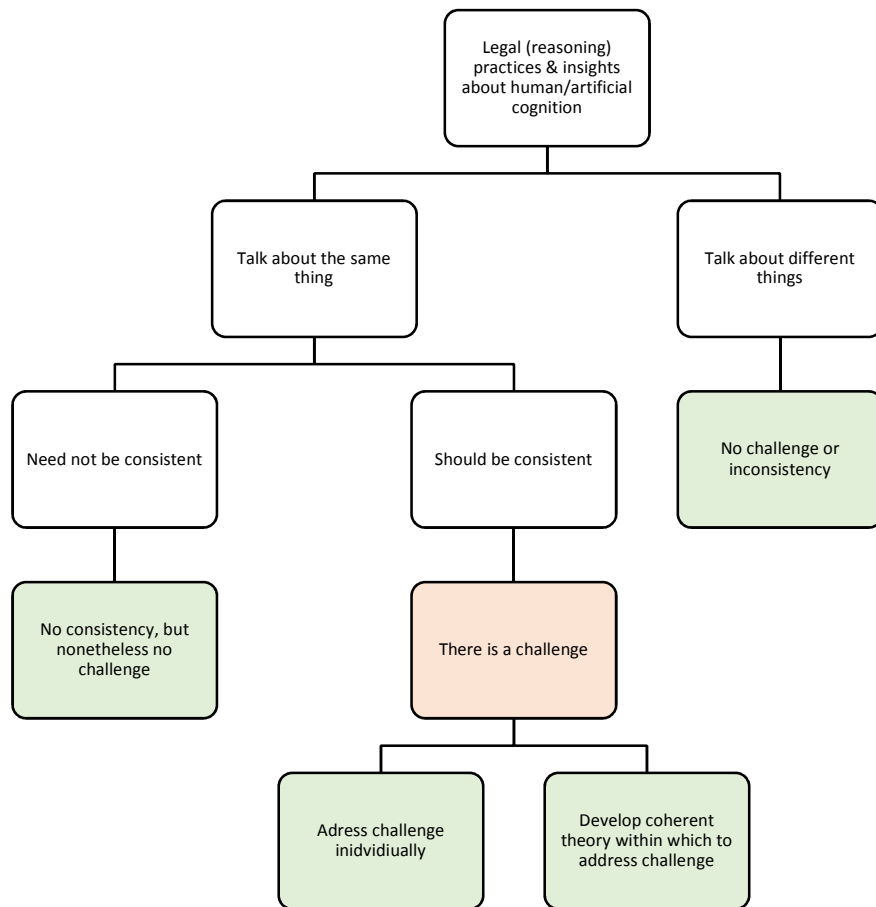 Legal (reasoning)
practices & insights
about human/artificial
cognition
Talk about the same
thing
Talk about different
things
Need not be consistent
Should be consistent
No challenge or
inconsistency
No consistency, but
nonetheless no
challenge
There is a challenge
Adress challenge
inidvidiually
Develop coherent
theory within which to
address challenge